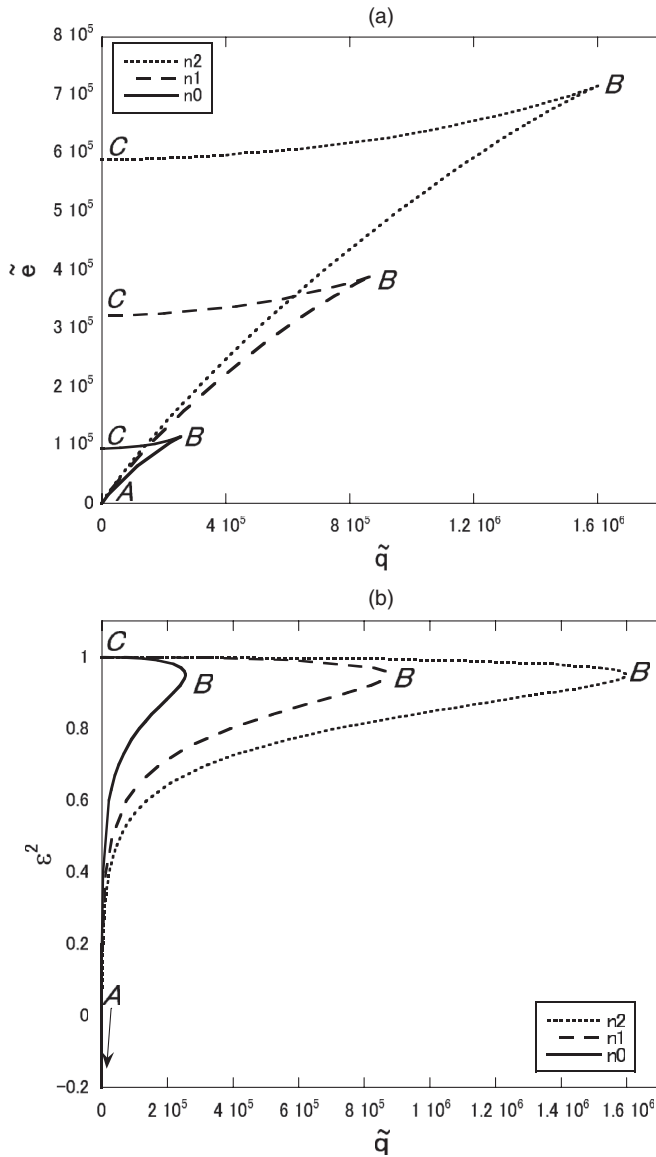 (a)
8 10⁵
n2
n1
n0
7 10⁵
B
C
6 10⁵
5 10⁵
ẽ
4 10⁵
B
C
3 10⁵
2 10⁵
C
1 10⁵
B
A
0
0
4 10⁵
8 10⁵
1.2 10⁶
1.6 10⁶
q̃
(b)
C
1
B
B
B
0.8
0.6
ε²
0.4
0.2
A
0
n2
n1
n0
-0.2
0
2 10⁵
4 10⁵
6 10⁵
8 10⁵
1 10⁶
1.2 10⁶
1.4 10⁶
1.6 10⁶
q̃